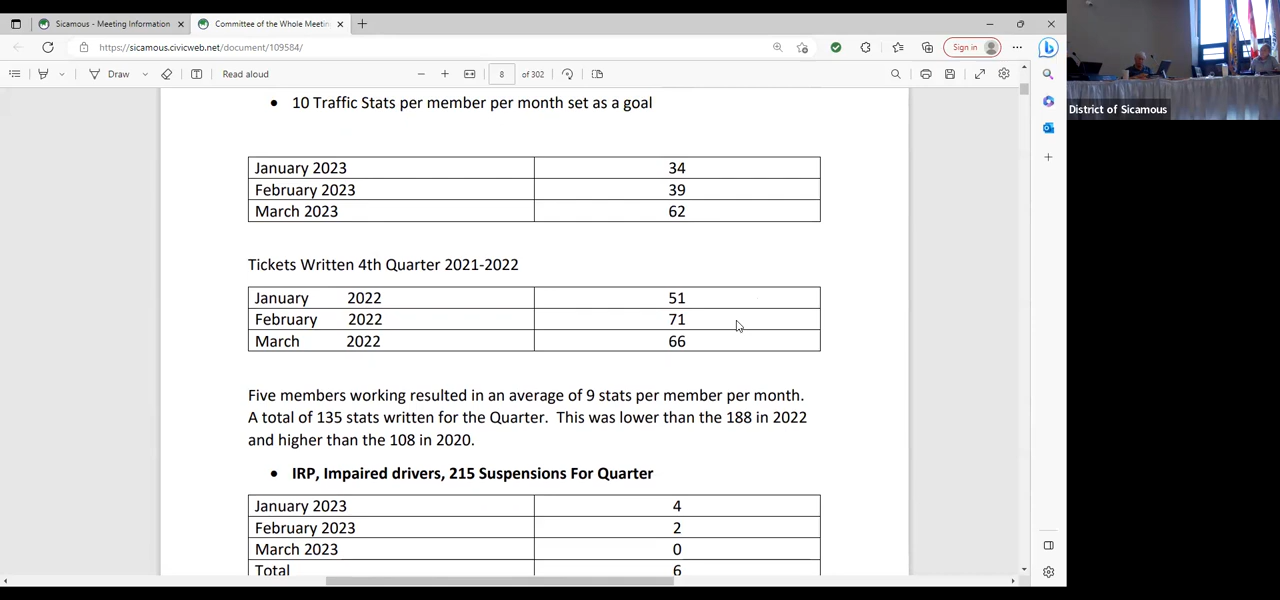 Sicamous - Meeting Information
Committee of the Whole Meetin
https://sicamous.civicweb.net/document/109584/
Sign in
Draw
Read aloud
8 of 302
District of Sicamous
• 10 Traffic Stats per member per month set as a goal
January 2023 34
February 2023 39
March 2023 62
Tickets Written 4th Quarter 2021-2022
January 2022 51
February 2022 71
March 2022 66
Five members working resulted in an average of 9 stats per member per month.
A total of 135 stats written for the Quarter. This was lower than the 188 in 2022
and higher than the 108 in 2020.
• IRP, Impaired drivers, 215 Suspensions For Quarter
January 2023 4
February 2023 2
March 2023 0
Total 6